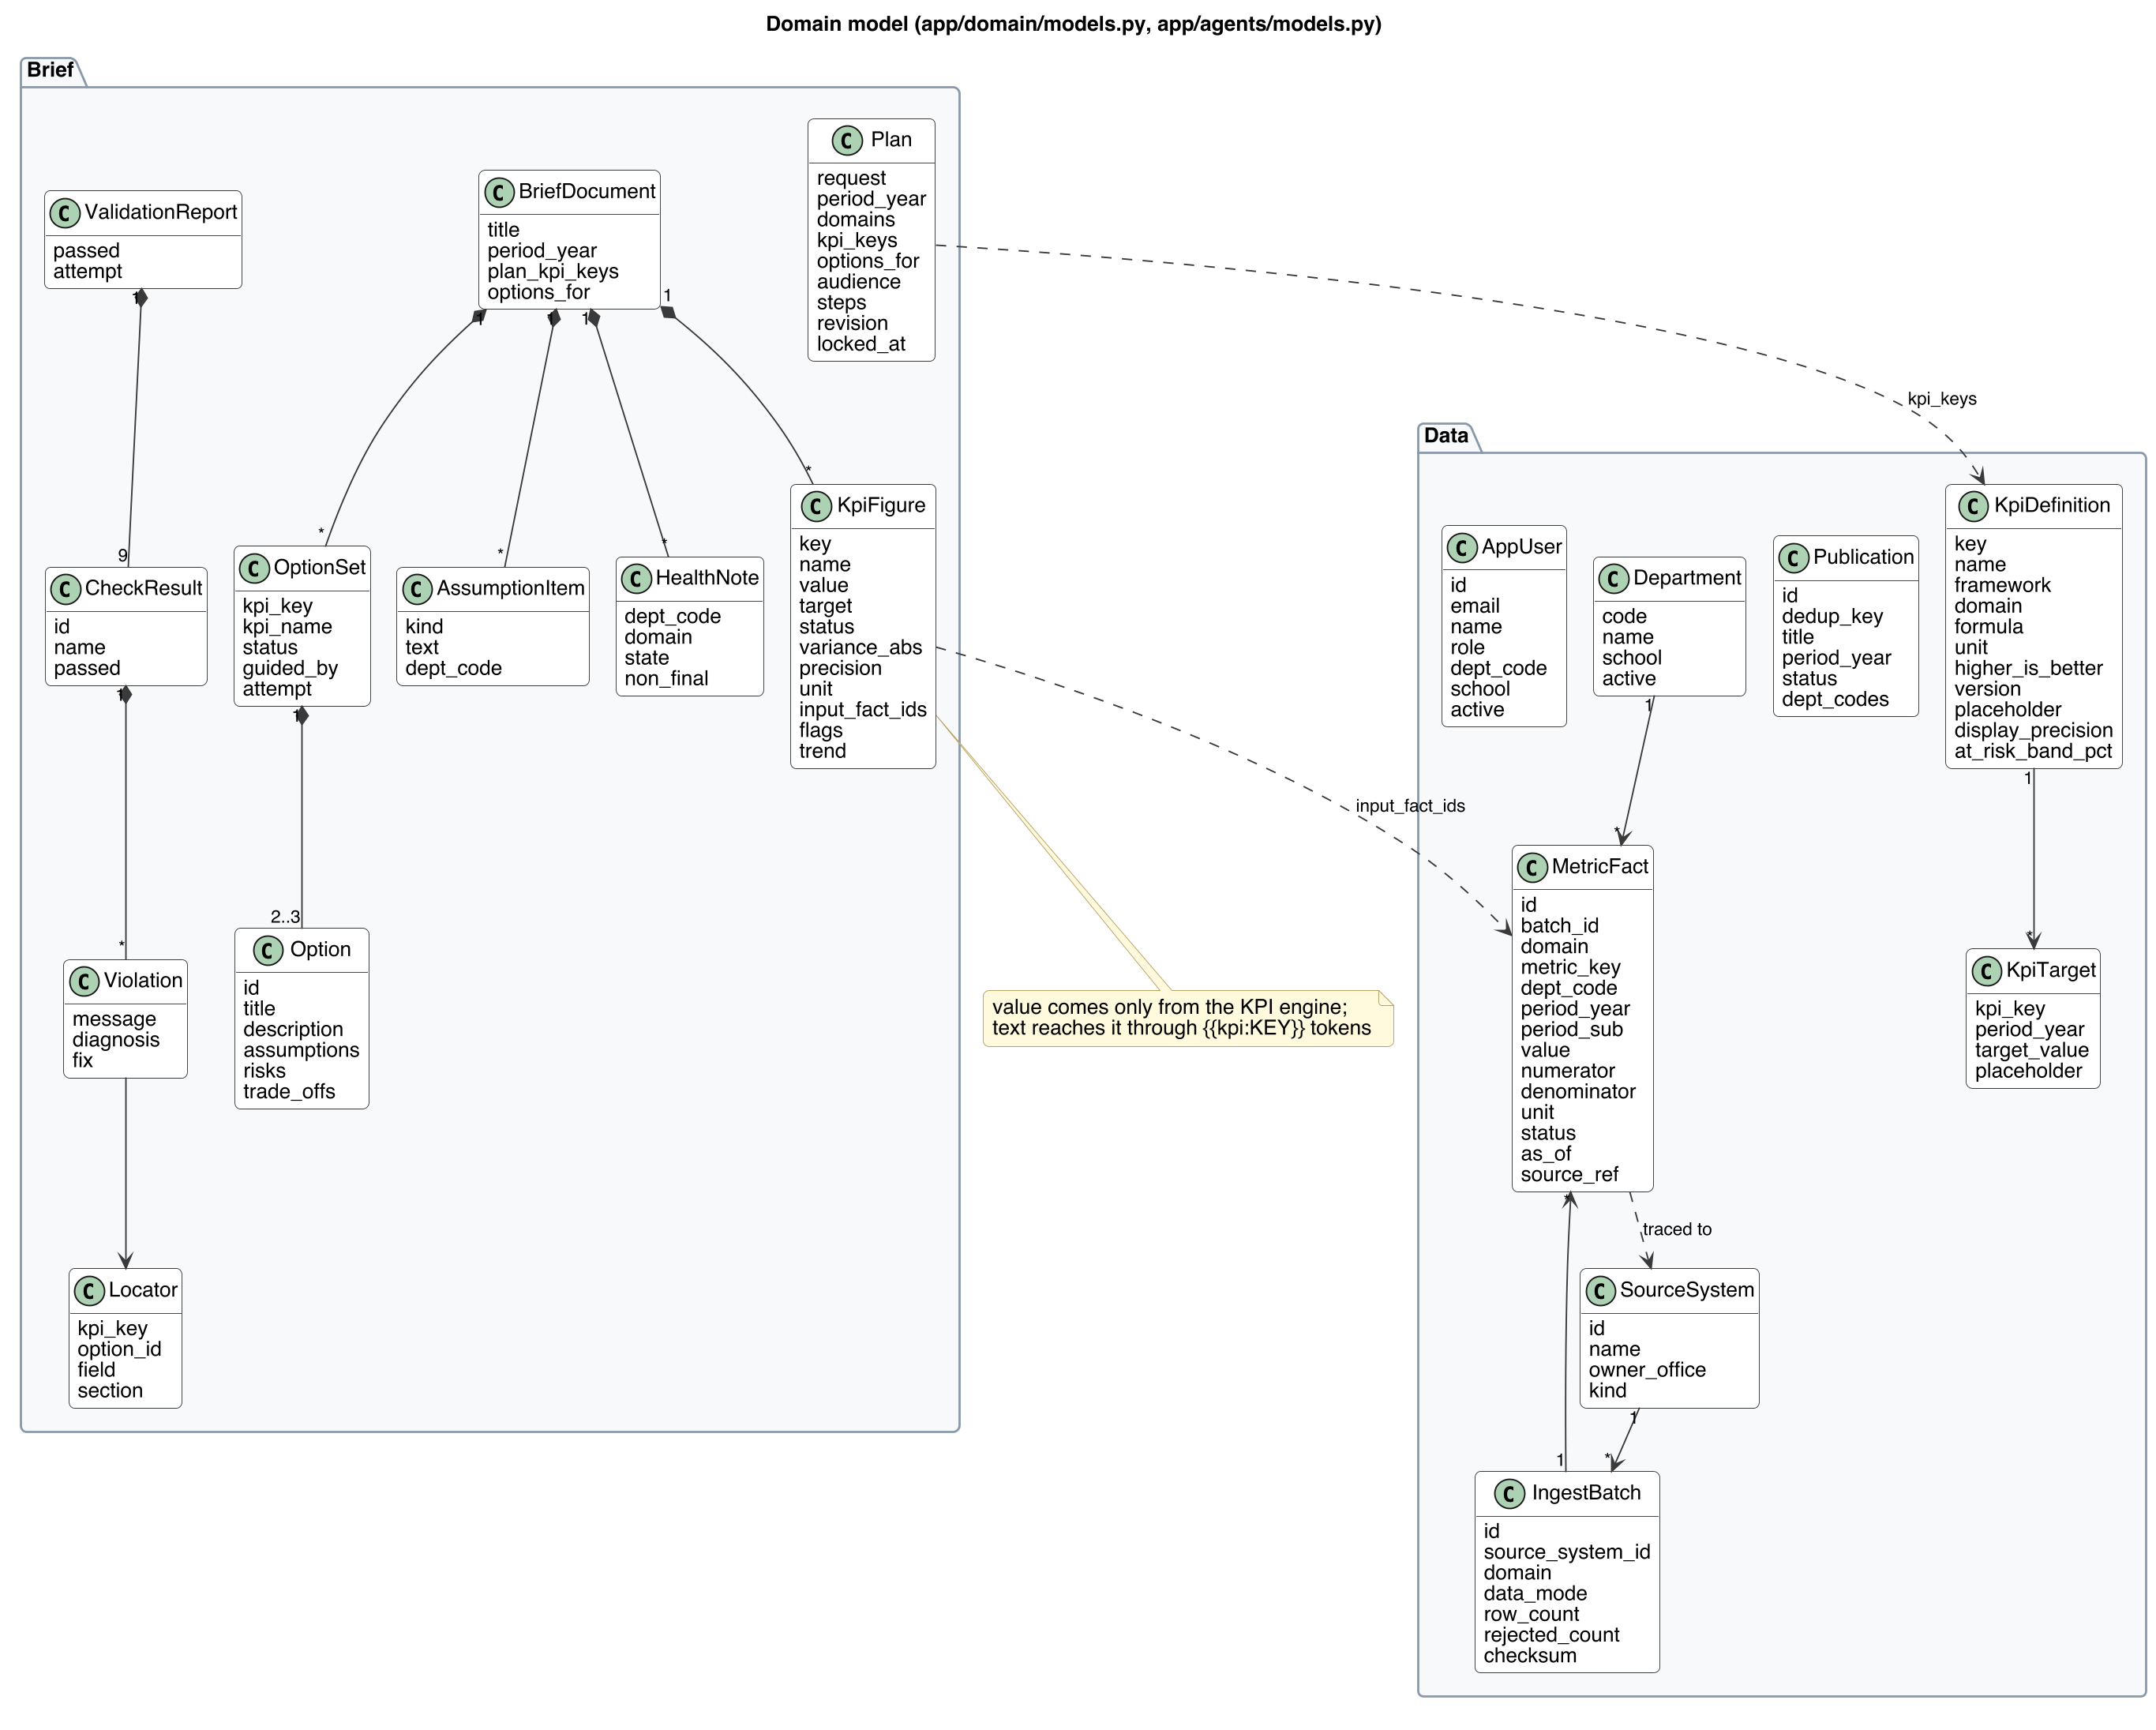 Domain model (app/domain/models.py, app/agents/models.py)
Brief
Plan
request
period_year
domains
kpi_keys
options_for
audience
steps
revision
locked_at
BriefDocument
title
period_year
plan_kpi_keys
options_for
1
1
1
1
ValidationReport
passed
attempt
1
9
*
*
*
*
KpiFigure
key
name
value
target
status
variance_abs
precision
unit
input_fact_ids
flags
trend
CheckResult
id
name
passed
1
OptionSet
kpi_key
kpi_name
status
guided_by
attempt
1
AssumptionItem
kind
text
dept_code
HealthNote
dept_code
domain
state
non_final
*
Violation
message
diagnosis
fix
2..3
Option
id
title
description
assumptions
risks
trade_offs
Locator
kpi_key
option_id
field
section
value comes only from the KPI engine;
text reaches it through {{kpi:KEY}} tokens
kpi_keys
input_fact_ids
Data
AppUser
id
email
name
role
dept_code
school
active
Department
code
name
school
active
1
*
Publication
id
dedup_key
title
period_year
status
dept_codes
KpiDefinition
key
name
framework
domain
formula
unit
higher_is_better
version
placeholder
display_precision
at_risk_band_pct
1
*
MetricFact
id
batch_id
domain
metric_key
dept_code
period_year
period_sub
value
numerator
denominator
unit
status
as_of
source_ref
*
KpiTarget
kpi_key
period_year
target_value
placeholder
traced to
SourceSystem
id
name
owner_office
kind
1
1
*
IngestBatch
id
source_system_id
domain
data_mode
row_count
rejected_count
checksum